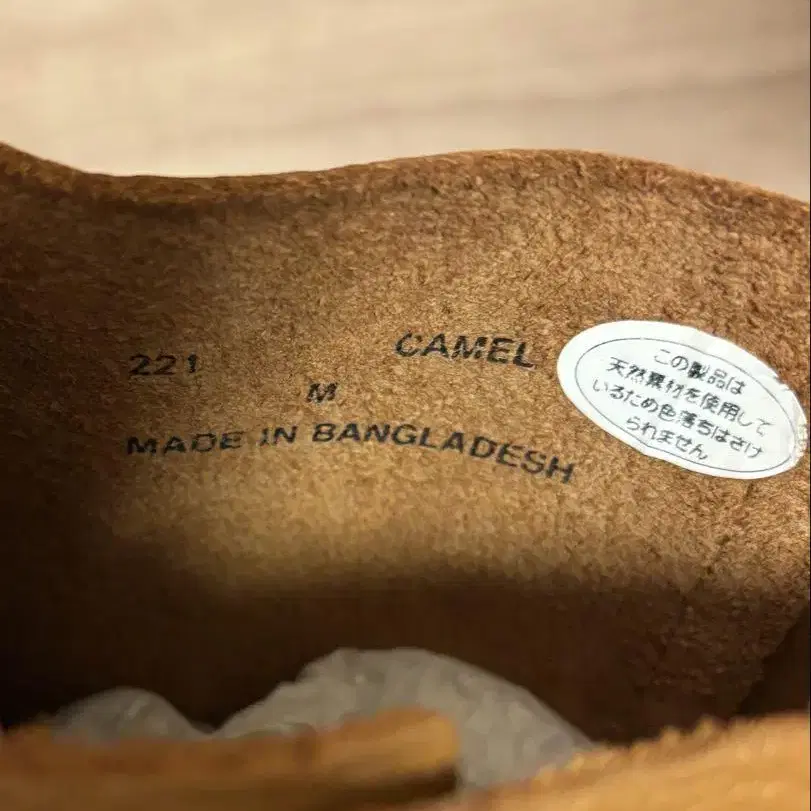 221 CAMEL
M
MADE IN BANGLADESH
この製品は
天然素材を使用して
いるため色落ちはさけ
られません